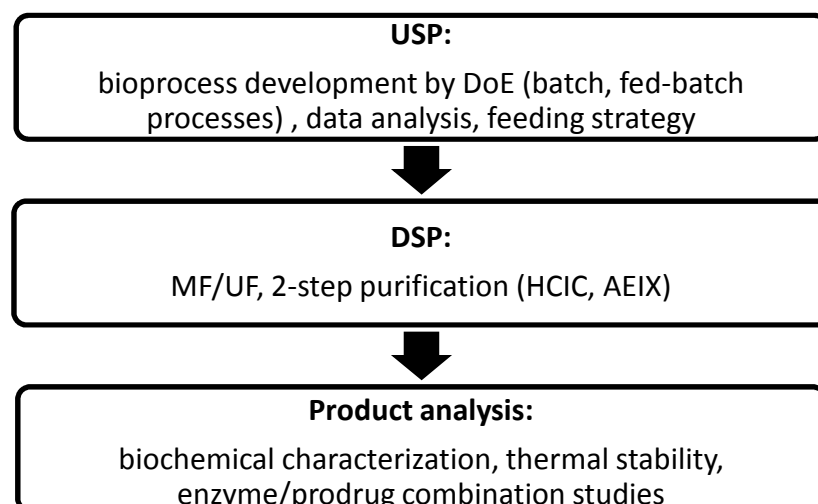 USP:
bioprocess development by DoE (batch, fed-batch
processes) , data analysis, feeding strategy
DSP:
MF/UF, 2-step purification (HCIC, AEIX)
Product analysis:
biochemical characterization, thermal stability,
enzyme/prodrug combination studies